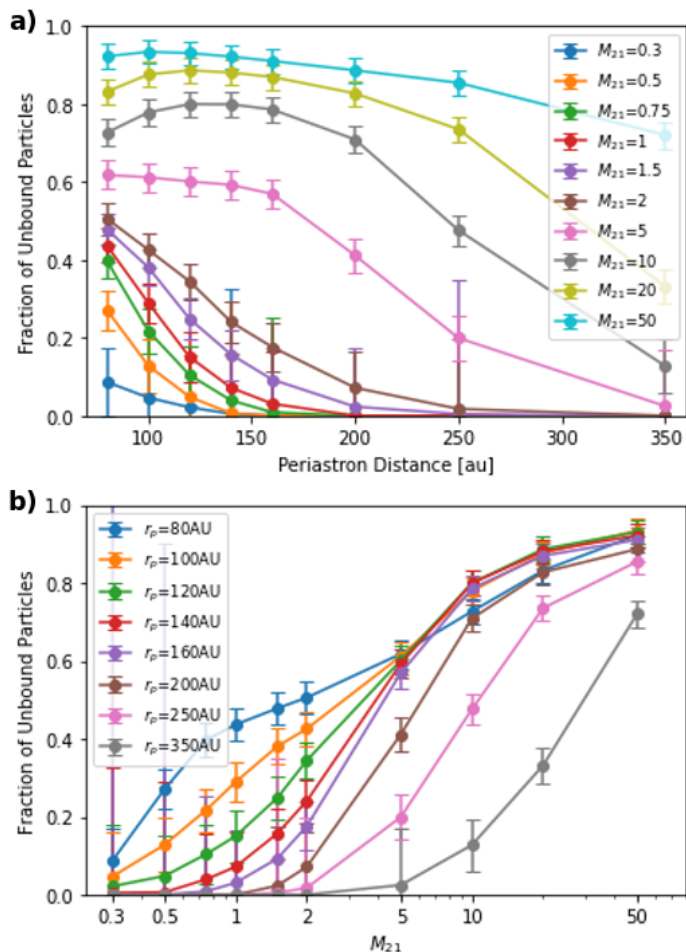 a)
1.0
0.8
0.6
0.4
0.2
0.0
Fraction of Unbound Particles
M₂₁=0.3
M₂₁=0.5
M₂₁=0.75
M₂₁=1
M₂₁=1.5
M₂₁=2
M₂₁=5
M₂₁=10
M₂₁=20
M₂₁=50
100 150 200 250 300 350
Periastron Distance [au]
b)
1.0
0.8
0.6
0.4
0.2
0.0
Fraction of Unbound Particles
rₚ=80AU
rₚ=100AU
rₚ=120AU
rₚ=140AU
rₚ=160AU
rₚ=200AU
rₚ=250AU
rₚ=350AU
0.3 0.5 1 2 5 10 50
M₂₁